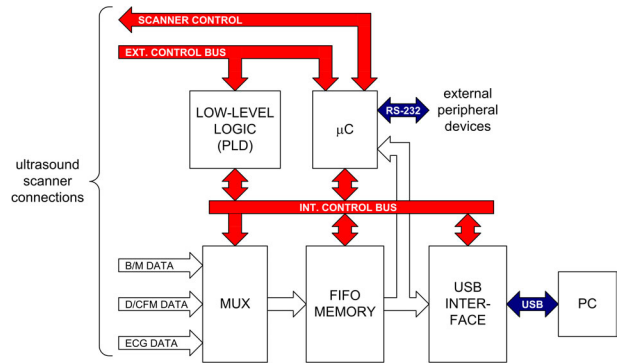 SCANNER CONTROL
EXT. CONTROL BUS
LOW-LEVEL
LOGIC
(PLD)
μC
RS-232
external
peripheral
devices
ultrasound
scanner
connections
INT. CONTROL BUS
B/M DATA
D/CFM DATA
ECG DATA
MUX
FIFO
MEMORY
USB
INTER-
FACE
USB
PC